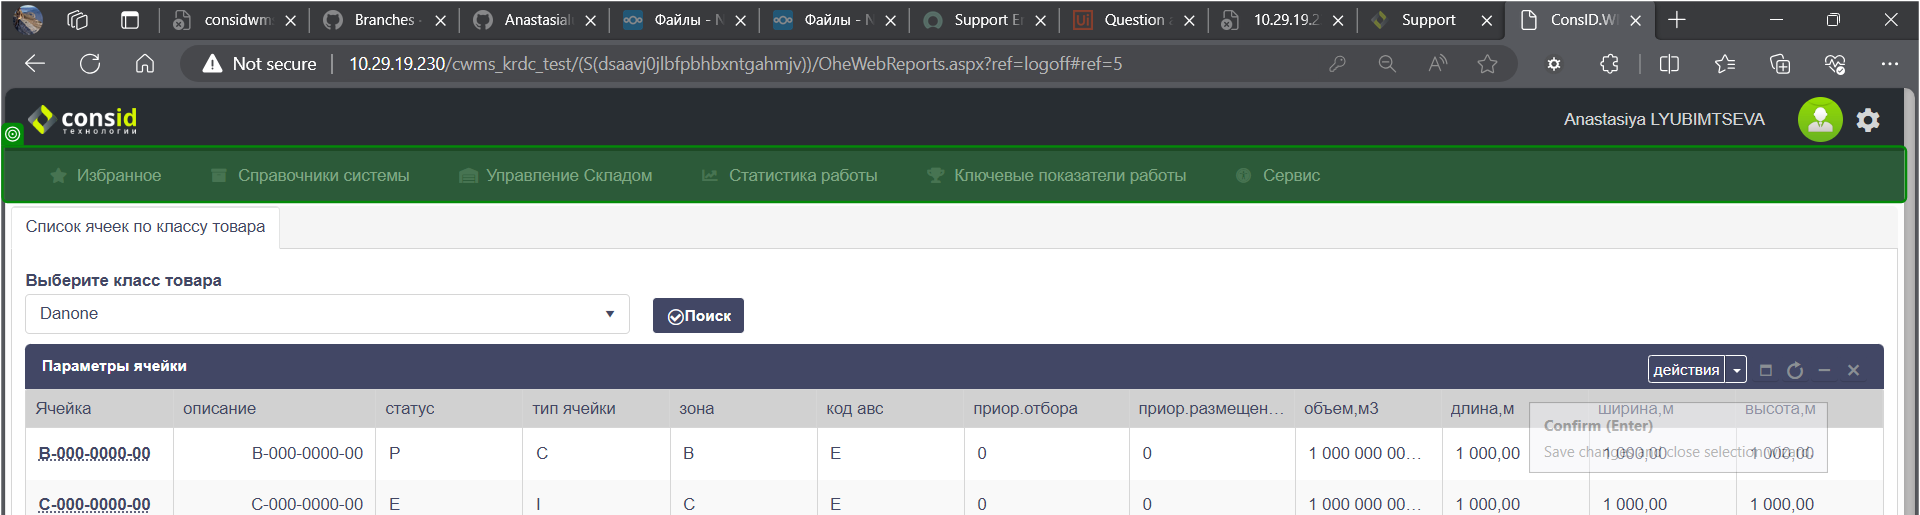 considwm: Branches · Anastasial Файлы - N Файлы - N Support E Ui Question a 10.29.19.2 Support ConsID.W
Not secure 10.29.19.230/cwms_krdc_test/(S(dsaavj0jlbfpbhbxntgahmjv))/OheWebReports.aspx?ref=logoff#ref=5
consid
технологии
Anastasiya LYUBIMTSEVA
Избранное Справочники системы Управление Складом Статистика работы Ключевые показатели работы Сервис
Список ячеек по классу товара
Выберите класс товара
Danone Поиск
Параметры ячейки действия
Ячейка описание статус тип ячейки зона код авс приор.отбора приор.размещен... объем,м3 длина,м ширина,м высота,м
Confirm (Enter)
Save changes and close selection wizard.
B-000-0000-00 B-000-0000-00 P C B E 0 0 1 000 000 00... 1 000,00 1 000,00 1 000,00
C-000-0000-00 C-000-0000-00 E I C E 0 0 1 000 000 00... 1 000,00 1 000,00 1 000,00